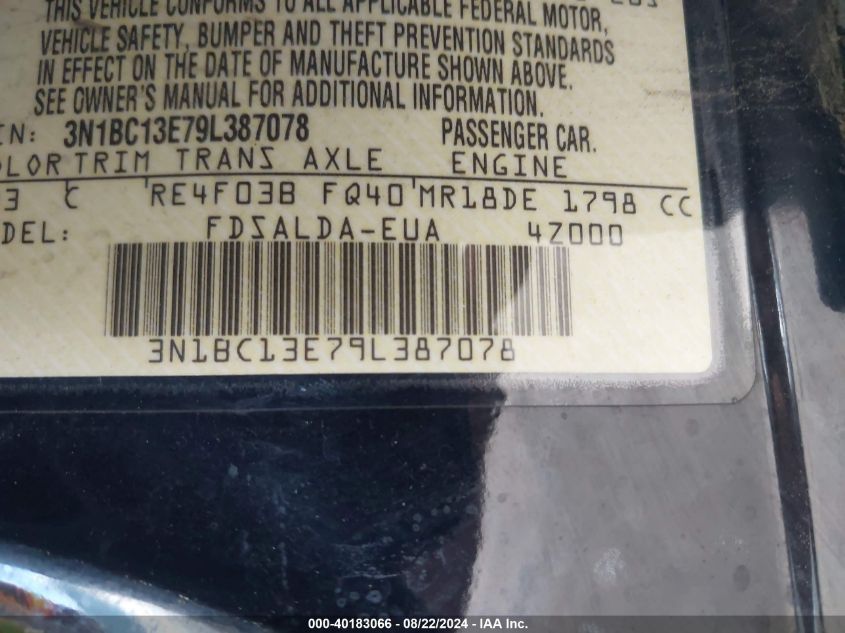 THIS VEHICLE CONFORMS TO ALL APPLICABLE FEDERAL MOTOR,
VEHICLE SAFETY, BUMPER AND THEFT PREVENTION STANDARDS
IN EFFECT ON THE DATE OF MANUFACTURE SHOWN ABOVE.
SEE OWNER'S MANUAL FOR ADDITIONAL INFORMATION.
IN: 3N1BC13E79L387078 PASSENGER CAR.
OLOR TRIM TRANS AXLE ENGINE
3 C RE4F03B FQ40 MR18DE 1798 CC
DEL: FDSALDA-EUA 4Z000
3N1BC13E79L387078
000-40183066 - 08/22/2024 - IAA Inc.